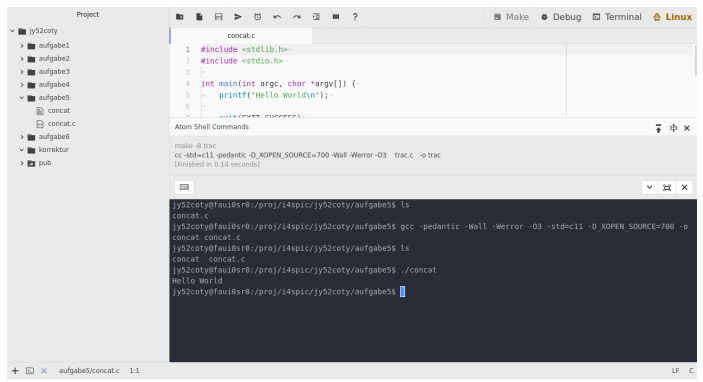 Project
Make Debug Terminal Linux
jy52coty
aufgabe1
aufgabe2
aufgabe3
aufgabe4
aufgabe5
concat
concat.c
aufgabe6
korrektur
pub
concat.c
1 #include <stdlib.h>
2 #include <stdio.h>
3
4 int main(int argc, char *argv[]) {
5 printf("Hello World\n");
6
exit(EXIT_SUCCESS);
Atom Shell Commands
make -B trac
cc -std=c11 -pedantic -D_XOPEN_SOURCE=700 -Wall -Werror -O3 trac.c -o trac
[Finished in 0.14 seconds]
jy52coty@faui0sr0:/proj/i4spic/jy52coty/aufgabe5$ ls
concat.c
jy52coty@faui0sr0:/proj/i4spic/jy52coty/aufgabe5$ gcc -pedantic -Wall -Werror -O3 -std=c11 -D_XOPEN_SOURCE=700 -o
concat concat.c
jy52coty@faui0sr0:/proj/i4spic/jy52coty/aufgabe5$ ls
concat concat.c
jy52coty@faui0sr0:/proj/i4spic/jy52coty/aufgabe5$ ./concat
Hello World
jy52coty@faui0sr0:/proj/i4spic/jy52coty/aufgabe5$
aufgabe5/concat.c 1:1 LF C